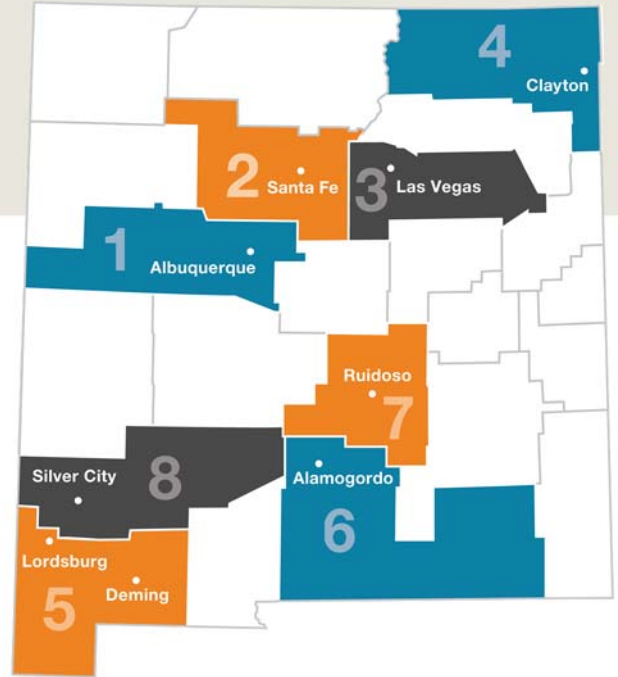 4
Clayton
2
Santa Fe
3
Las Vegas
1
Albuquerque
Ruidoso
7
Silver City
8
Alamogordo
6
Lordsburg
Deming
5